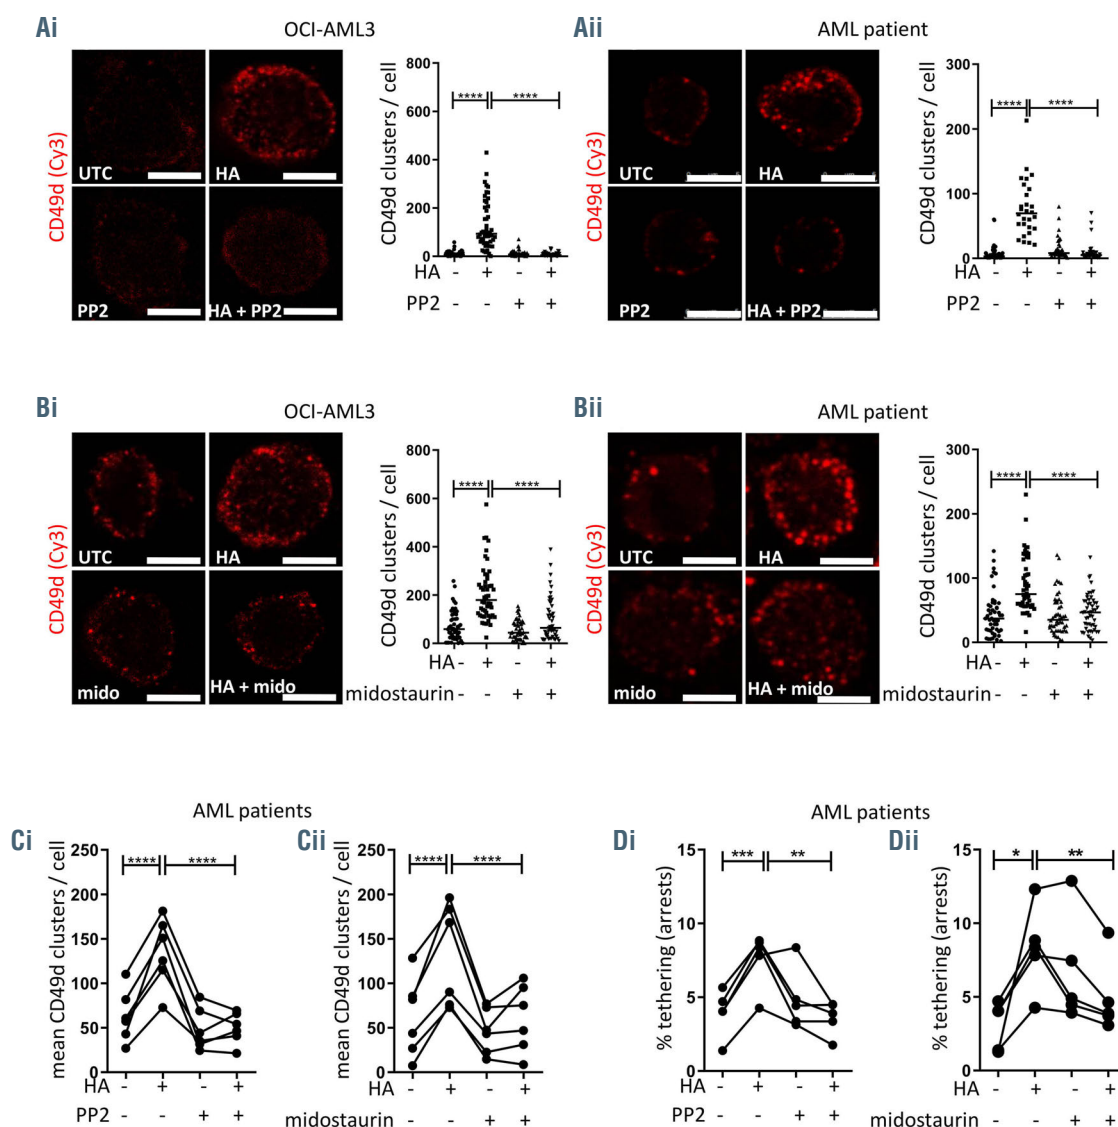 Ai
OCI-AML3
CD49d (Cy3)
UTC
HA
PP2
HA + PP2
CD49d clusters / cell
800
600
400
200
0
**** ****
HA - + - +
PP2 - - + +
Aii
AML patient
CD49d (Cy3)
UTC
HA
PP2
HA + PP2
CD49d clusters / cell
300
200
100
0
**** ****
HA - + - +
PP2 - - + +
Bi
OCI-AML3
CD49d (Cy3)
UTC
HA
mido
HA + mido
CD49d clusters / cell
800
600
400
200
0
**** ****
HA - + - +
midostaurin - - + +
Bii
AML patient
CD49d (Cy3)
UTC
HA
mido
HA + mido
CD49d clusters / cell
300
200
100
0
**** ****
HA - + - +
midostaurin - - + +
AML patients
Ci
mean CD49d clusters / cell
250
200
150
100
50
0
**** ****
HA - + - +
PP2 - - + +
Cii
mean CD49d clusters / cell
250
200
150
100
50
0
**** ****
HA - + - +
midostaurin - - + +
AML patients
Di
% tethering (arrests)
15
10
5
0
*** **
HA - + - +
PP2 - - + +
Dii
% tethering (arrests)
15
10
5
0
* **
HA - + - +
midostaurin - - + +